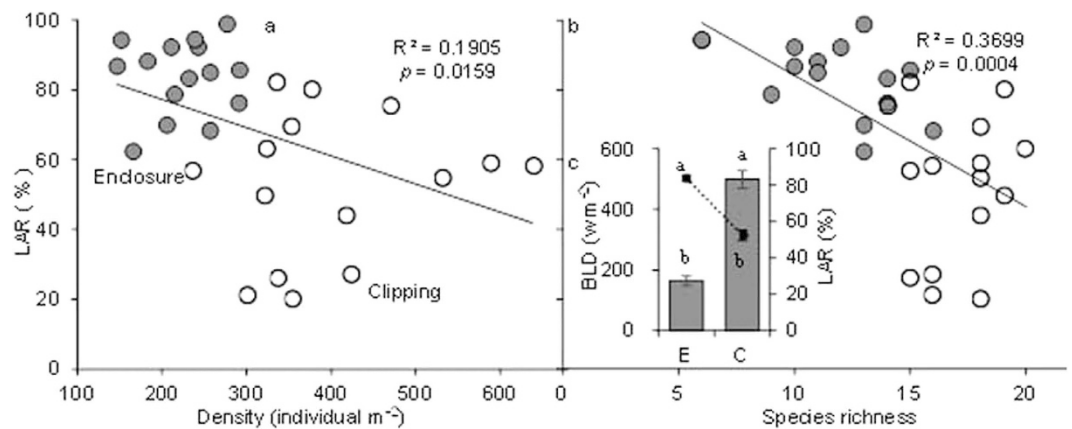 100
80
60
40
20
0
LAR ( % )
a
R² = 0.1905
p = 0.0159
Enclosure
Clipping
100
200
300
400
500
600
Density (individual m⁻²)
b
R² = 0.3699
p = 0.0004
0
5
10
15
20
Species richness
c
600
400
200
0
BLD (w m⁻²)
a
a
b
b
100
80
60
40
20
0
LAR (%)
E
C